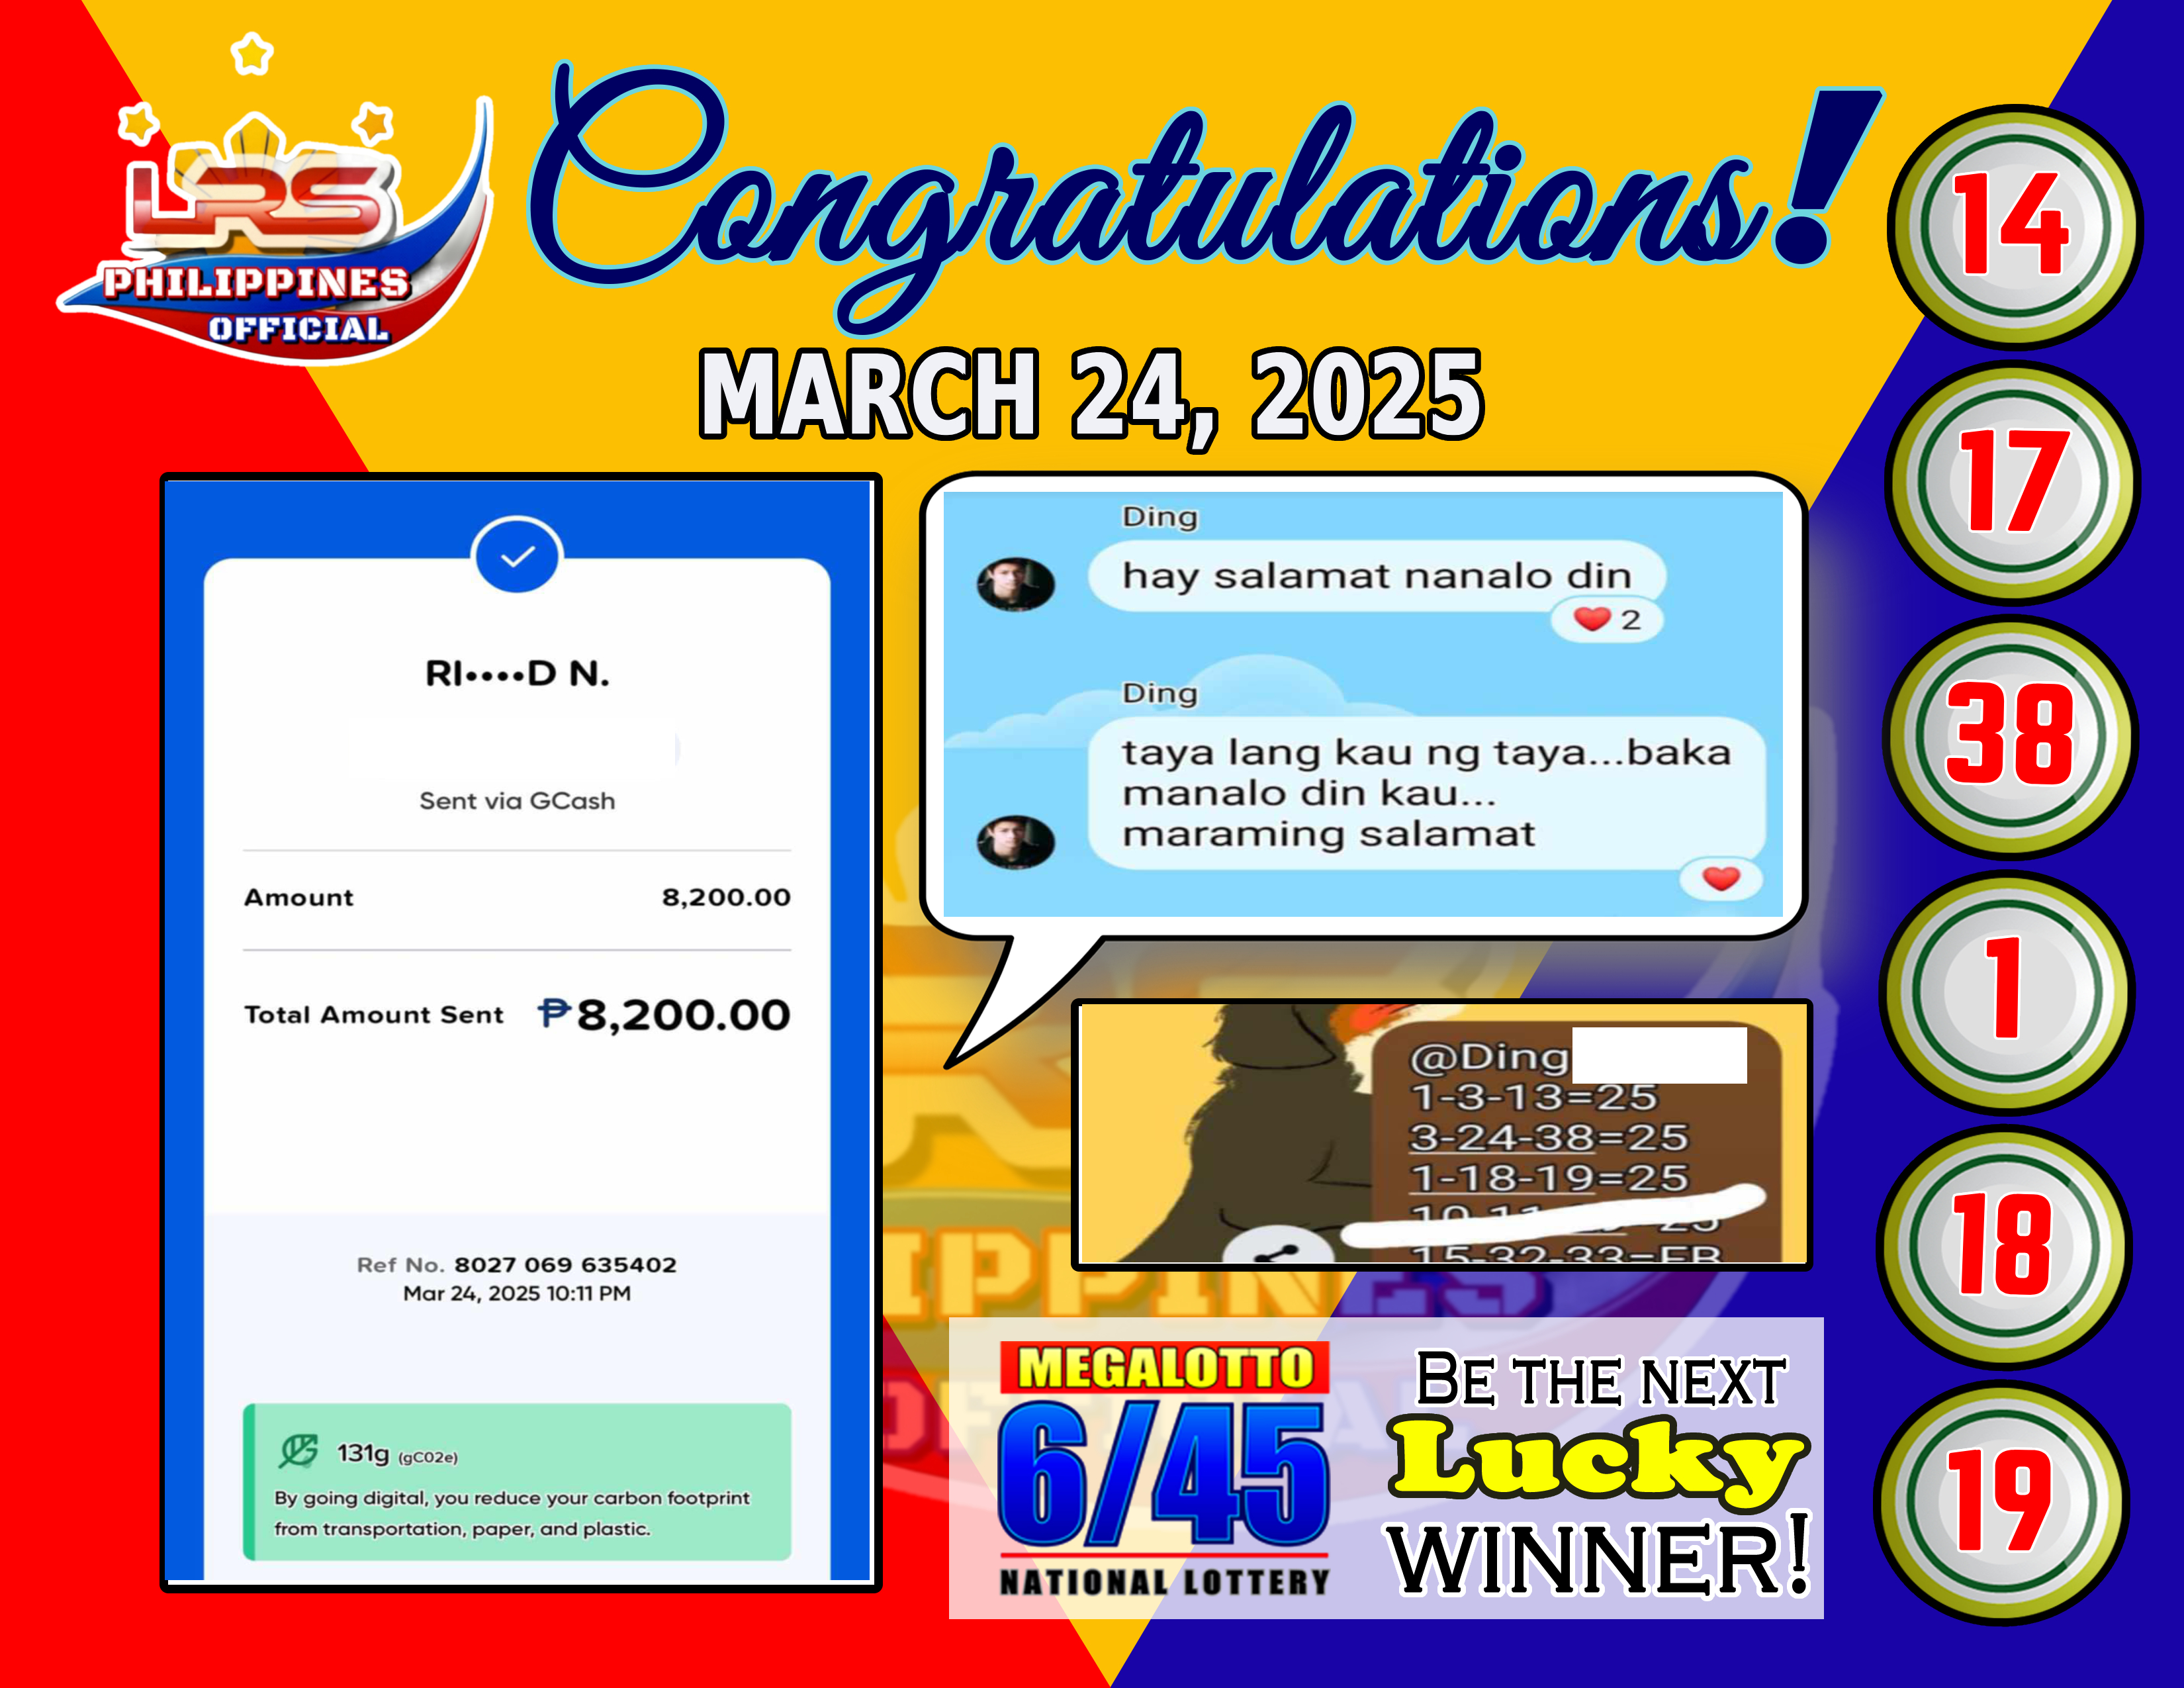 LRS
PHILIPPINES
OFFICIAL
Congratulations!
MARCH 24, 2025
RI••••D N.
Sent via GCash
Amount 8,200.00
Total Amount Sent ₱8,200.00
Ref No. 8027 069 635402
Mar 24, 2025 10:11 PM
131g (gCO2e)
By going digital, you reduce your carbon footprint
from transportation, paper, and plastic.
Ding
hay salamat nanalo din
❤️ 2
Ding
taya lang kau ng taya...baka
manalo din kau...
maraming salamat
❤️
@Ding
1-3-13=25
3-24-38=25
1-18-19=25
15-32-33=FB
MEGALOTTO
6/45
NATIONAL LOTTERY
BE THE NEXT
Lucky
WINNER!
14
17
38
1
18
19